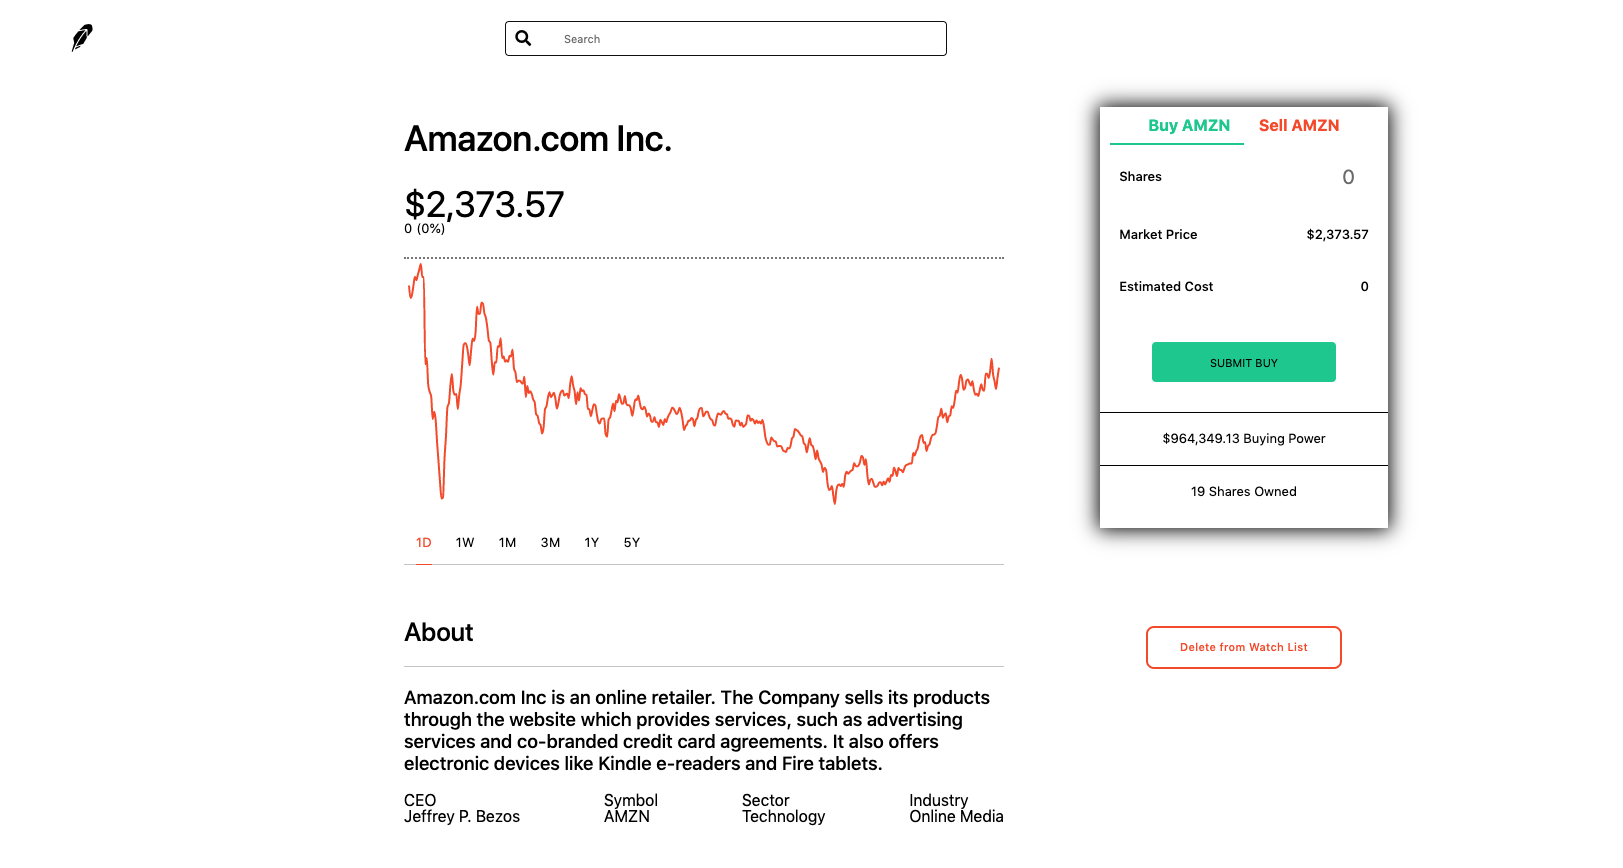 Search
Amazon.com Inc.
$2,373.57
0 (0%)
1D 1W 1M 3M 1Y 5Y
About
Amazon.com Inc is an online retailer. The Company sells its products
through the website which provides services, such as advertising
services and co-branded credit card agreements. It also offers
electronic devices like Kindle e-readers and Fire tablets.
CEO Symbol Sector Industry
Jeffrey P. Bezos AMZN Technology Online Media
Buy AMZN Sell AMZN
Shares 0
Market Price $2,373.57
Estimated Cost 0
SUBMIT BUY
$964,349.13 Buying Power
19 Shares Owned
Delete from Watch List